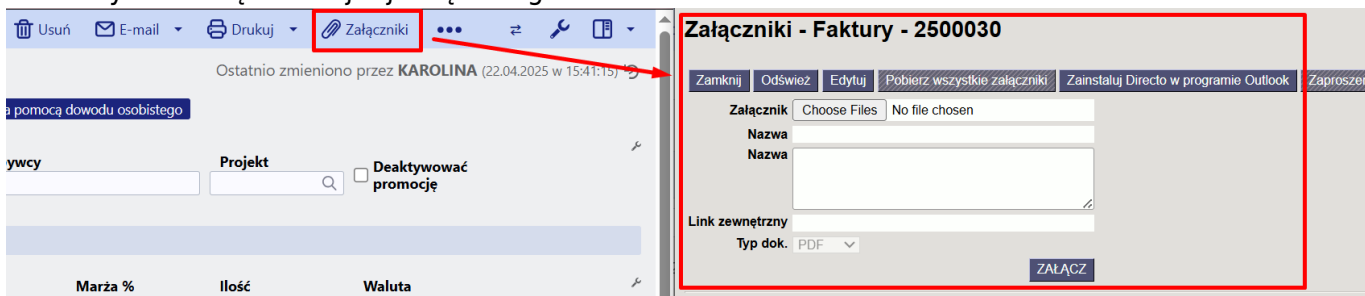 Usuń E-mail Drukuj Załączniki
Ostatnio zmieniono przez KAROLINA (22.04.2025 w 15:41:15)
a pomocą dowodu osobistego
ywcy Projekt Deaktywować
promocję
Marża % Ilość Waluta
Załączniki - Faktury - 2500030
Zamknij Odśwież Edytuj Pobierz wszystkie załączniki Zainstaluj Directo w programie Outlook Zaproszen
Załącznik Choose Files No file chosen
Nazwa
Nazwa
Link zewnętrzny
Typ dok. PDF
ZAŁĄCZ